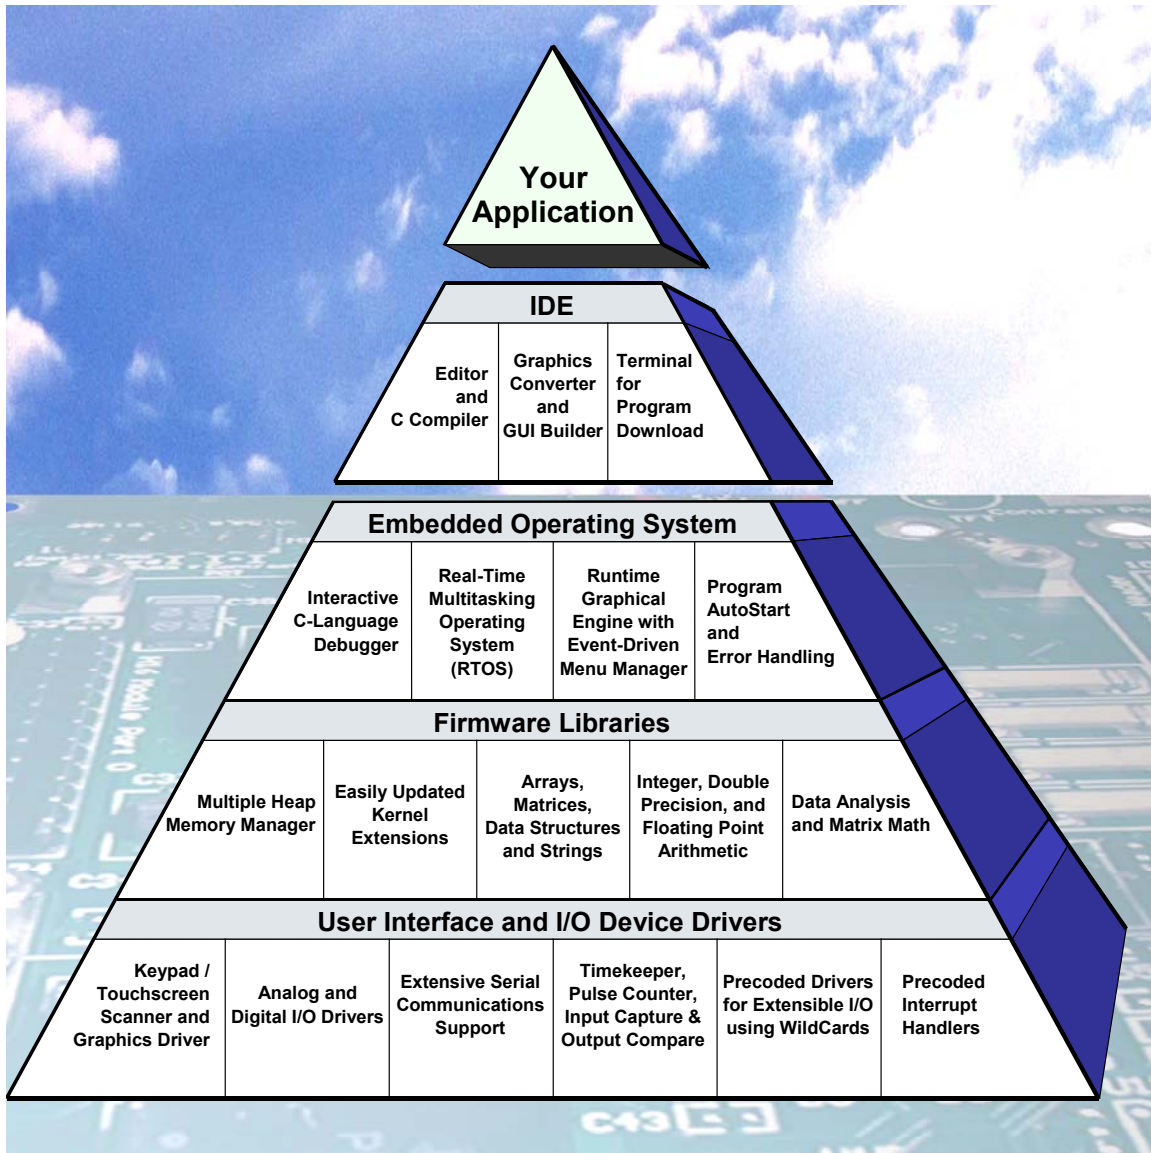 Your
Application
IDE
Editor
and
C Compiler
Graphics
Converter
and
GUI Builder
Terminal
for
Program
Download
Embedded Operating System
Interactive
C-Language
Debugger
Real-Time
Multitasking
Operating
System
(RTOS)
Runtime
Graphical
Engine with
Event-Driven
Menu Manager
Program
AutoStart
and
Error Handling
Firmware Libraries
Multiple Heap
Memory Manager
Easily Updated
Kernel
Extensions
Arrays,
Matrices,
Data Structures
and Strings
Integer, Double
Precision, and
Floating Point
Arithmetic
Data Analysis
and Matrix Math
User Interface and I/O Device Drivers
Keypad /
Touchscreen
Scanner and
Graphics Driver
Analog and
Digital I/O Drivers
Extensive Serial
Communications
Support
Timekeeper,
Pulse Counter,
Input Capture &
Output Compare
Precoded Drivers
for Extensible I/O
using WildCards
Precoded
Interrupt
Handlers
Module Port 0
C43